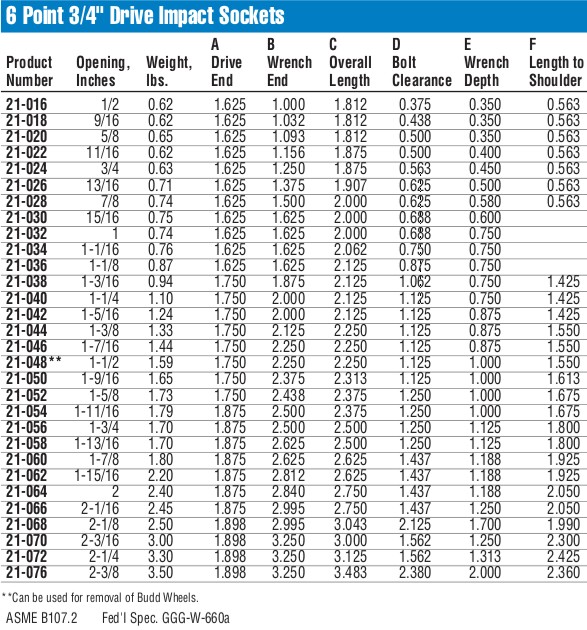 6 Point 3/4" Drive Impact Sockets
A B C D E F
Product Opening, Weight, Drive Wrench Overall Bolt Wrench Length to
Number Inches lbs. End End Length Clearance Depth Shoulder
21-016 1/2 0.62 1.625 1.000 1.812 0.375 0.350 0.563
21-018 9/16 0.62 1.625 1.032 1.812 0.438 0.350 0.563
21-020 5/8 0.65 1.625 1.093 1.812 0.500 0.350 0.563
21-022 11/16 0.62 1.625 1.156 1.875 0.500 0.400 0.563
21-024 3/4 0.63 1.625 1.250 1.875 0.563 0.450 0.563
21-026 13/16 0.71 1.625 1.375 1.907 0.625 0.500 0.563
21-028 7/8 0.74 1.625 1.500 2.000 0.625 0.580 0.563
21-030 15/16 0.75 1.625 1.625 2.000 0.688 0.600
21-032 1 0.74 1.625 1.625 2.000 0.688 0.750
21-034 1-1/16 0.76 1.625 1.625 2.062 0.750 0.750
21-036 1-1/8 0.87 1.625 1.625 2.125 0.875 0.750
21-038 1-3/16 0.94 1.750 1.875 2.125 1.062 0.750 1.425
21-040 1-1/4 1.10 1.750 2.000 2.125 1.125 0.750 1.425
21-042 1-5/16 1.24 1.750 2.000 2.125 1.125 0.875 1.425
21-044 1-3/8 1.33 1.750 2.125 2.250 1.125 0.875 1.550
21-046 1-7/16 1.44 1.750 2.250 2.250 1.125 0.875 1.550
21-048** 1-1/2 1.59 1.750 2.250 2.250 1.125 1.000 1.550
21-050 1-9/16 1.65 1.750 2.375 2.313 1.125 1.000 1.613
21-052 1-5/8 1.73 1.750 2.438 2.375 1.250 1.000 1.675
21-054 1-11/16 1.79 1.875 2.500 2.375 1.250 1.000 1.675
21-056 1-3/4 1.70 1.875 2.500 2.500 1.250 1.125 1.800
21-058 1-13/16 1.70 1.875 2.625 2.500 1.250 1.125 1.800
21-060 1-7/8 1.80 1.875 2.625 2.625 1.437 1.188 1.925
21-062 1-15/16 2.20 1.875 2.812 2.625 1.437 1.188 1.925
21-064 2 2.40 1.875 2.840 2.750 1.437 1.188 2.050
21-066 2-1/16 2.45 1.875 2.995 2.750 1.437 1.250 2.050
21-068 2-1/8 2.50 1.898 2.995 3.043 2.125 1.700 1.990
21-070 2-3/16 3.00 1.898 3.250 3.000 1.562 1.250 2.300
21-072 2-1/4 3.30 1.898 3.250 3.125 1.562 1.313 2.425
21-076 2-3/8 3.50 1.898 3.250 3.483 2.380 2.000 2.360
**Can be used for removal of Budd Wheels.
ASME B107.2 Fed'l Spec. GGG-W-660a